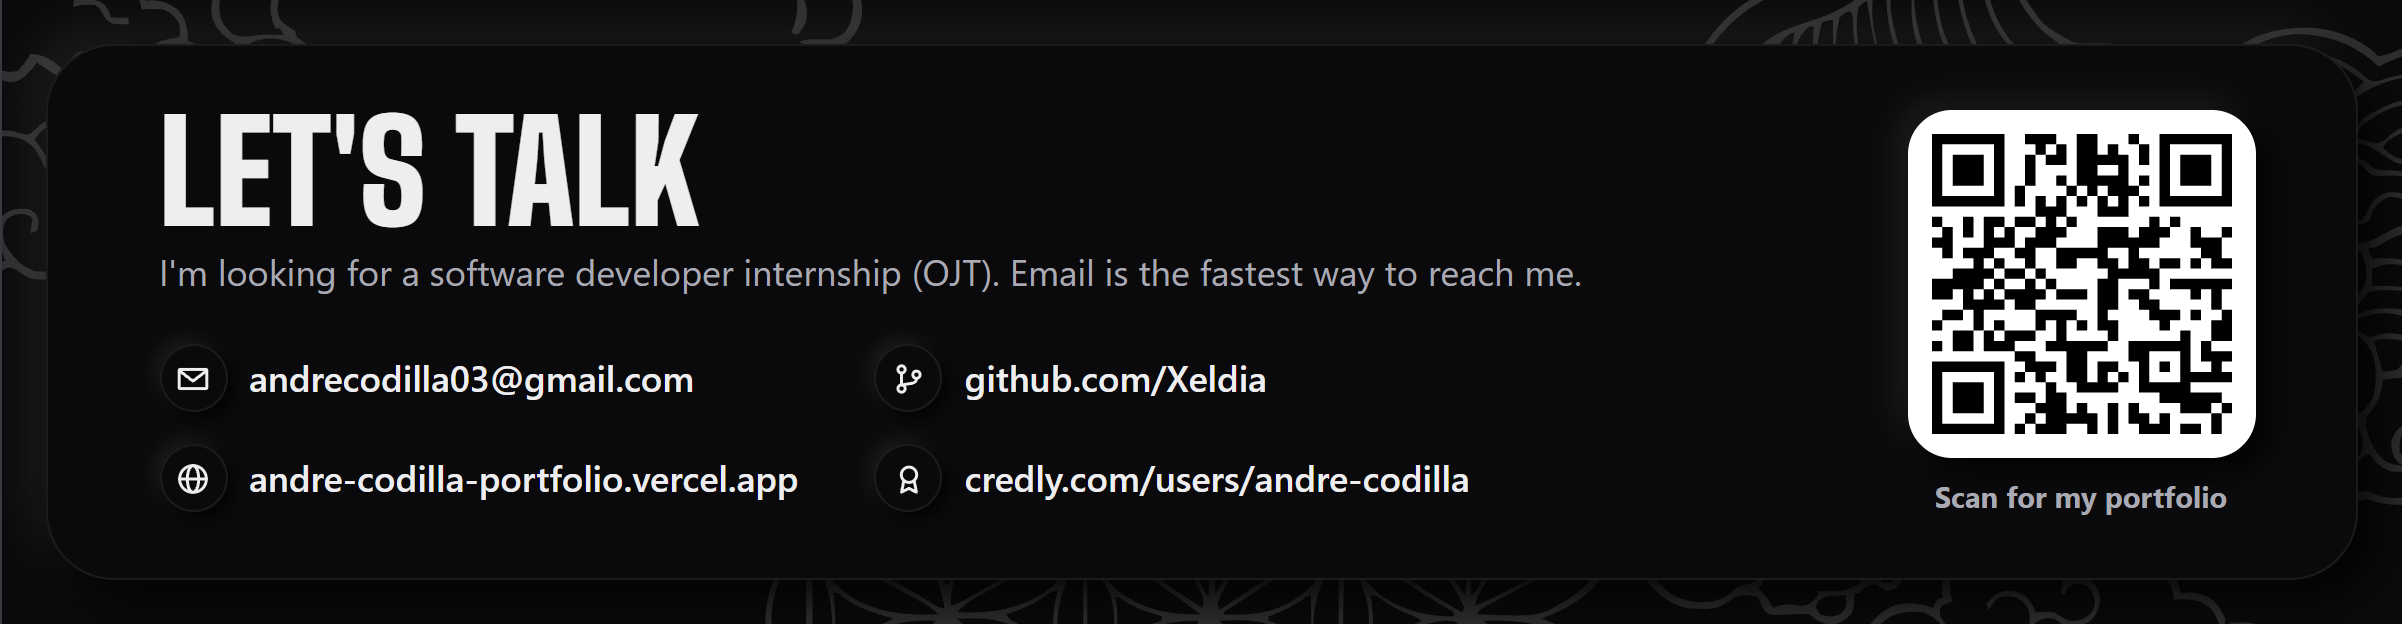 LET'S TALK
I'm looking for a software developer internship (OJT). Email is the fastest way to reach me.
andrecodilla03@gmail.com
github.com/Xeldia
andre-codilla-portfolio.vercel.app
credly.com/users/andre-codilla
Scan for my portfolio